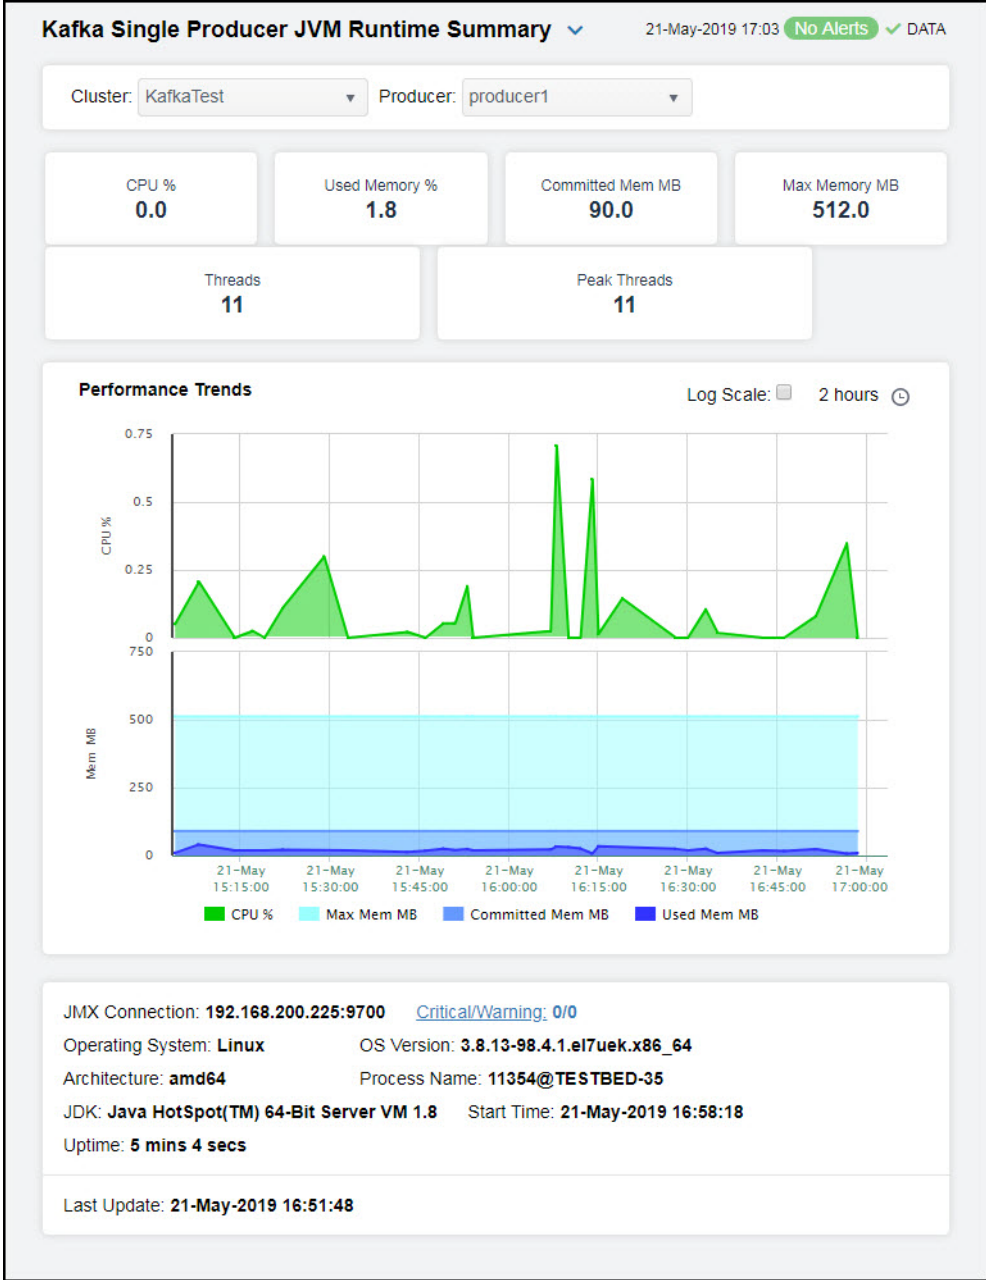 Kafka Single Producer JVM Runtime Summary 21-May-2019 17:03 No Alerts DATA
Cluster: KafkaTest Producer: producer1
CPU % Used Memory % Committed Mem MB Max Memory MB
0.0 1.8 90.0 512.0
Threads Peak Threads
11 11
Performance Trends Log Scale: 2 hours
0.75
0.5
CPU %
0.25
0
750
500
Mem MB
250
0
21-May 21-May 21-May 21-May 21-May 21-May 21-May 21-May
15:15:00 15:30:00 15:45:00 16:00:00 16:15:00 16:30:00 16:45:00 17:00:00
CPU % Max Mem MB Committed Mem MB Used Mem MB
JMX Connection: 192.168.200.225:9700 Critical/Warning: 0/0
Operating System: Linux OS Version: 3.8.13-98.4.1.el7uek.x86_64
Architecture: amd64 Process Name: 11354@TESTBED-35
JDK: Java HotSpot(TM) 64-Bit Server VM 1.8 Start Time: 21-May-2019 16:58:18
Uptime: 5 mins 4 secs
Last Update: 21-May-2019 16:51:48